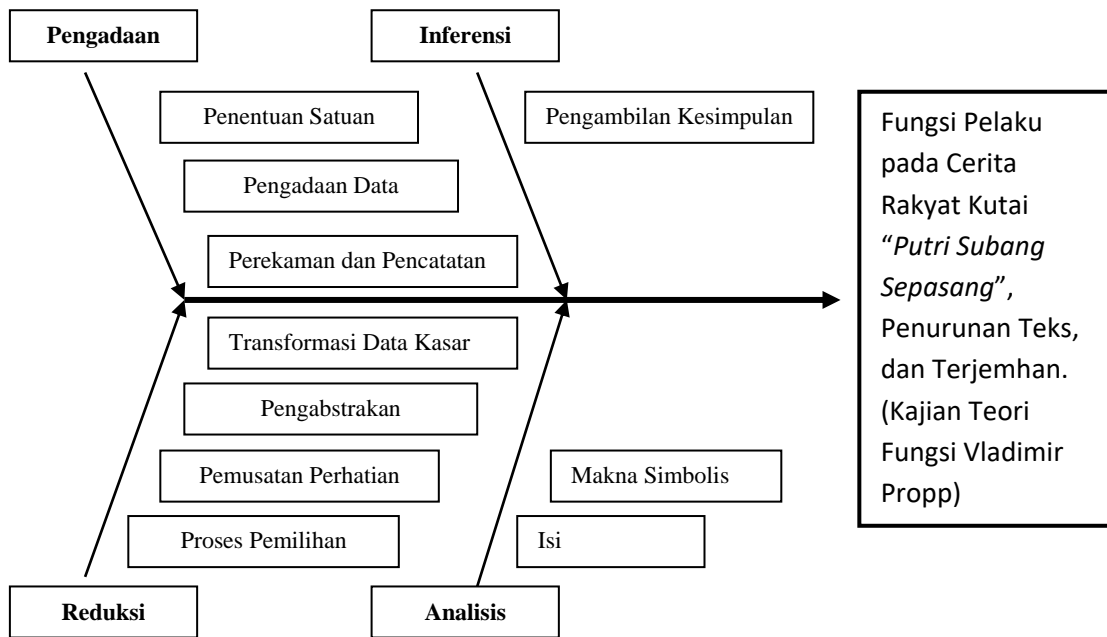 Pengadaan
Inferensi
Penentuan Satuan
Pengambilan Kesimpulan
Pengadaan Data
Perekaman dan Pencatatan
Transformasi Data Kasar
Pengabstrakan
Pemusatan Perhatian
Makna Simbolis
Proses Pemilihan
Isi
Reduksi
Analisis
Fungsi Pelaku
pada Cerita
Rakyat Kutai
“Putri Subang
Sepasang”,
Penurunan Teks,
dan Terjemhan.
(Kajian Teori
Fungsi Vladimir
Propp)